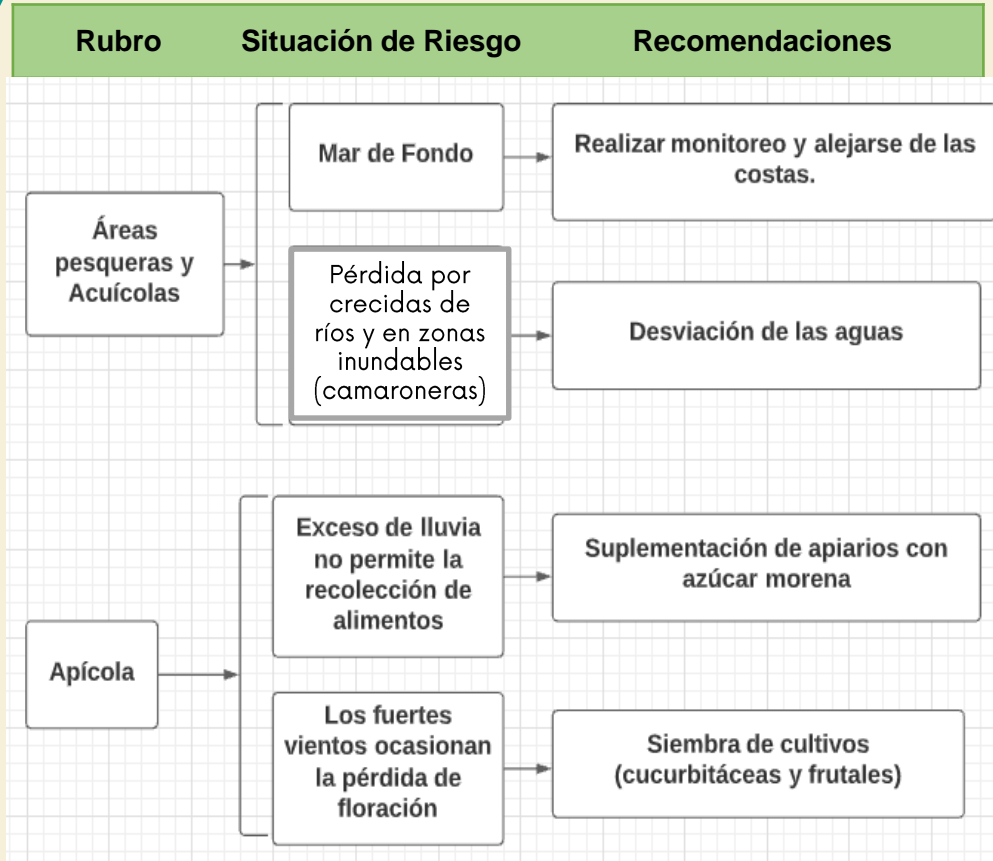 Rubro Situación de Riesgo Recomendaciones
Mar de Fondo
Realizar monitoreo y alejarse de las
costas.
Áreas
pesqueras y
Acuícolas
Pérdida por
crecidas de
ríos y en zonas
inundables
(camaroneras)
Desviación de las aguas
Exceso de lluvia
no permite la
recolección de
alimentos
Suplementación de apiarios con
azúcar morena
Apícola
Los fuertes
vientos ocasionan
la pérdida de
floración
Siembra de cultivos
(cucurbitáceas y frutales)